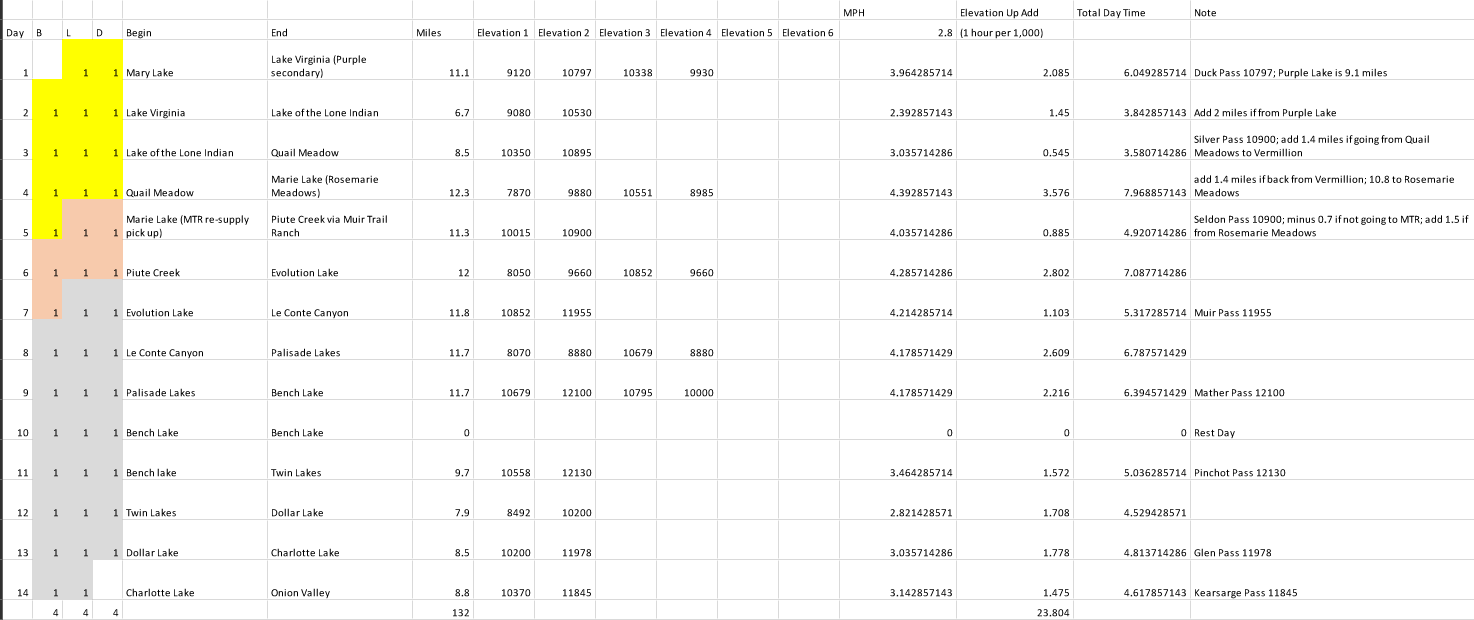 MPH Elevation Up Add Total Day Time Note
Day B L D Begin End Miles Elevation 1 Elevation 2 Elevation 3 Elevation 4 Elevation 5 Elevation 6 2.8 (1 hour per 1,000)
1 1 1 Mary Lake Lake Virginia (Purple secondary) 11.1 9120 10797 10338 9930 3.964285714 2.085 6.049285714 Duck Pass 10797; Purple Lake is 9.1 miles
2 1 1 1 Lake Virginia Lake of the Lone Indian 6.7 9080 10530 2.392857143 1.45 3.842857143 Add 2 miles if from Purple Lake
3 1 1 1 Lake of the Lone Indian Quail Meadow 8.5 10350 10895 3.035714286 0.545 3.580714286 Silver Pass 10900; add 1.4 miles if going from Quail Meadows to Vermillion
4 1 1 1 Quail Meadow Marie Lake (Rosemarie Meadows) 12.3 7870 9880 10551 8985 4.392857143 3.576 7.968857143 add 1.4 miles if back from Vermillion; 10.8 to Rosemarie Meadows
5 1 1 1 Marie Lake (MTR re-supply pick up) Piute Creek via Muir Trail Ranch 11.3 10015 10900 4.035714286 0.885 4.920714286 Seldon Pass 10900; minus 0.7 if not going to MTR; add 1.5 if from Rosemarie Meadows
6 1 1 1 Piute Creek Evolution Lake 12 8050 9660 10852 9660 4.285714286 2.802 7.087714286
7 1 1 1 Evolution Lake Le Conte Canyon 11.8 10852 11955 4.214285714 1.103 5.317285714 Muir Pass 11955
8 1 1 1 Le Conte Canyon Palisade Lakes 11.7 8070 8880 10679 8880 4.178571429 2.609 6.787571429
9 1 1 1 Palisade Lakes Bench Lake 11.7 10679 12100 10795 10000 4.178571429 2.216 6.394571429 Mather Pass 12100
10 1 1 1 Bench Lake Bench Lake 0 0 0 0 Rest Day
11 1 1 1 Bench lake Twin Lakes 9.7 10558 12130 3.464285714 1.572 5.036285714 Pinchot Pass 12130
12 1 1 1 Twin Lakes Dollar Lake 7.9 8492 10200 2.821428571 1.708 4.529428571
13 1 1 1 Dollar Lake Charlotte Lake 8.5 10200 11978 3.035714286 1.778 4.813714286 Glen Pass 11978
14 1 1 Charlotte Lake Onion Valley 8.8 10370 11845 3.142857143 1.475 4.617857143 Kearsarge Pass 11845
4 4 4 132 23.804